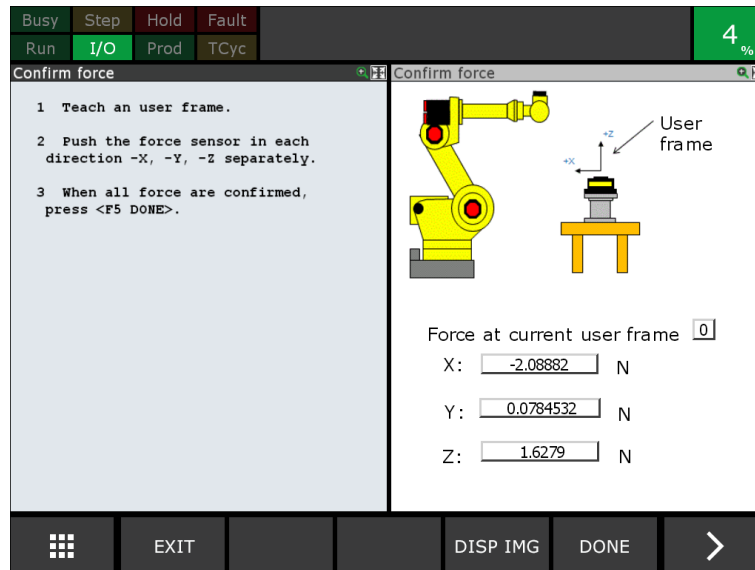 Busy Step Hold Fault
Run I/O Prod TCyc
4 %
Confirm force
1 Teach an user frame.
2 Push the force sensor in each
direction -X, -Y, -Z separately.
3 When all force are confirmed,
press <F5 DONE>.
Confirm force
+Z
+X
User
frame
Force at current user frame 0
X: -2.08882 N
Y: 0.0784532 N
Z: 1.6279 N
EXIT DISP IMG DONE